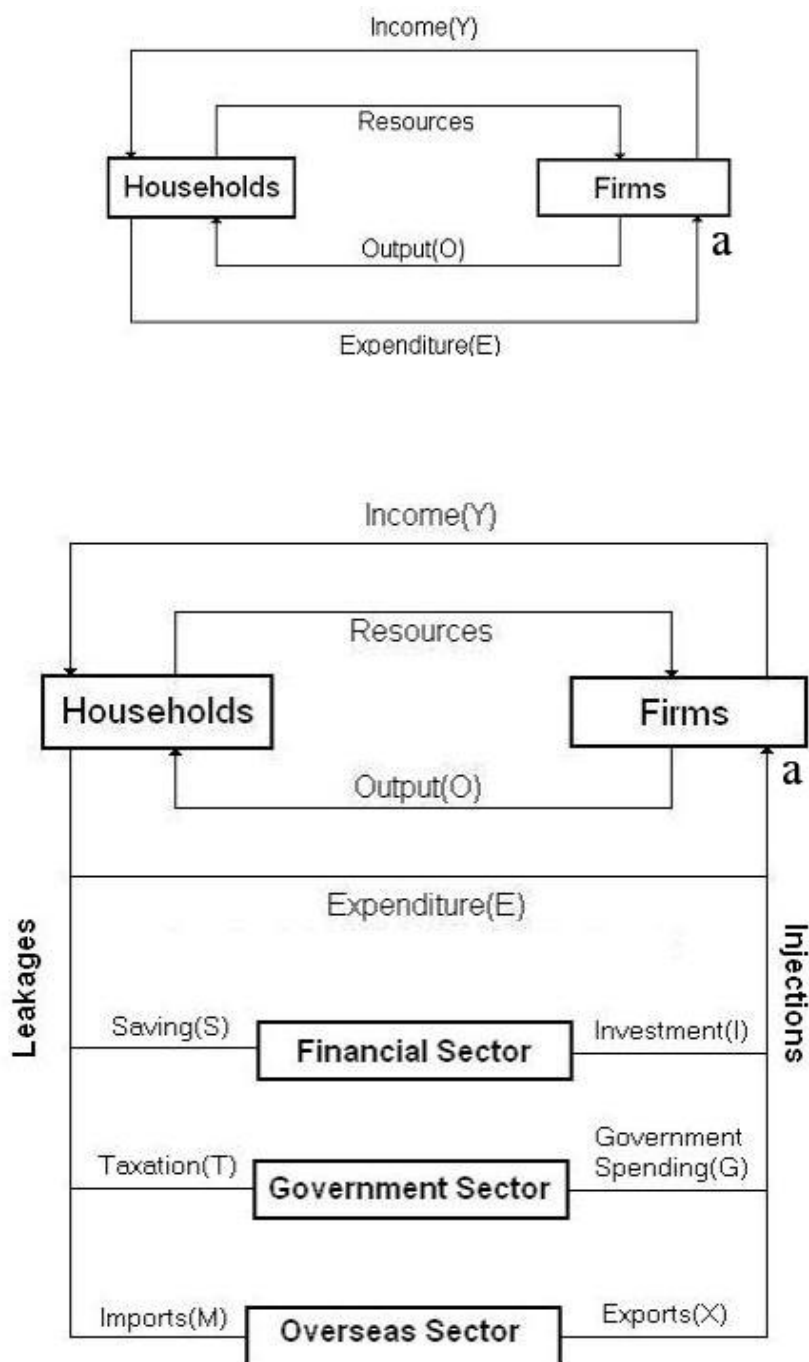 Income(Y)
Resources
Households
Firms
a
Output(O)
Expenditure(E)
Income(Y)
Resources
Households
Firms
a
Output(O)
Expenditure(E)
Leakages
Injections
Saving(S)
Financial Sector
Investment(I)
Taxation(T)
Government Sector
Government
Spending(G)
Imports(M)
Overseas Sector
Exports(X)